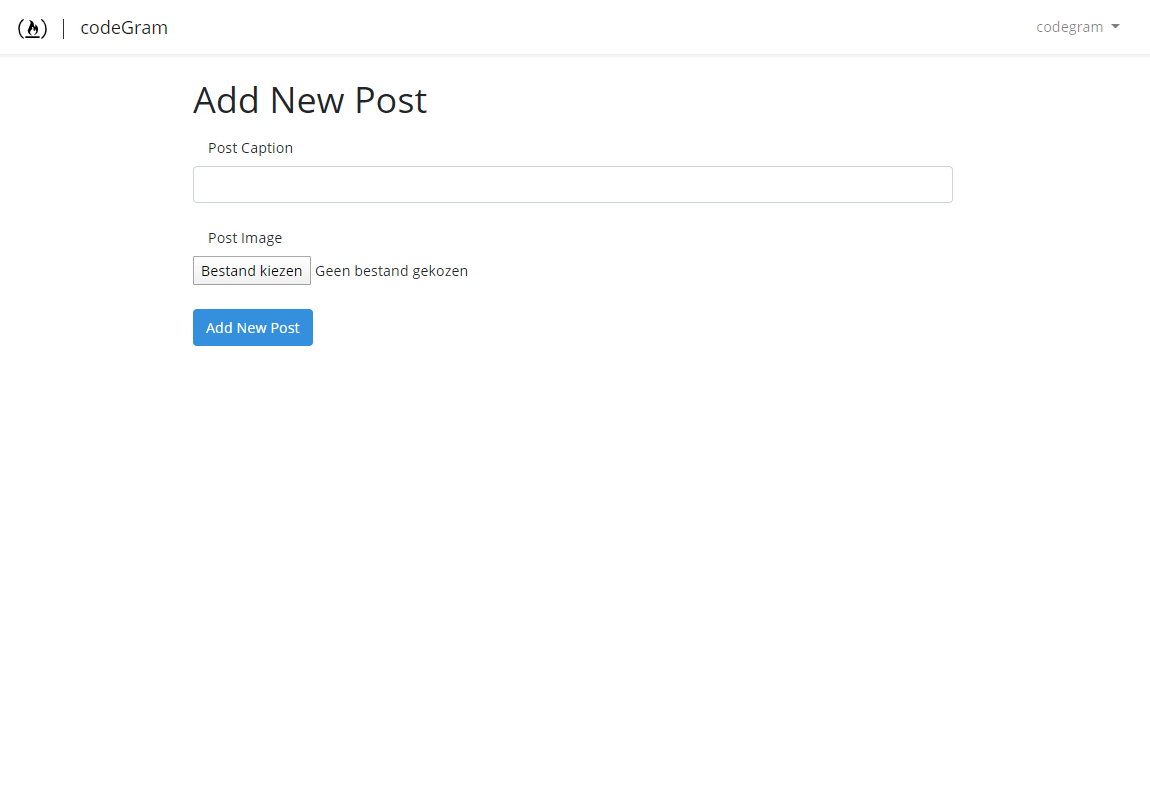 codeGram
codegram
Add New Post
Post Caption
Post Image
Bestand kiezen Geen bestand gekozen
Add New Post